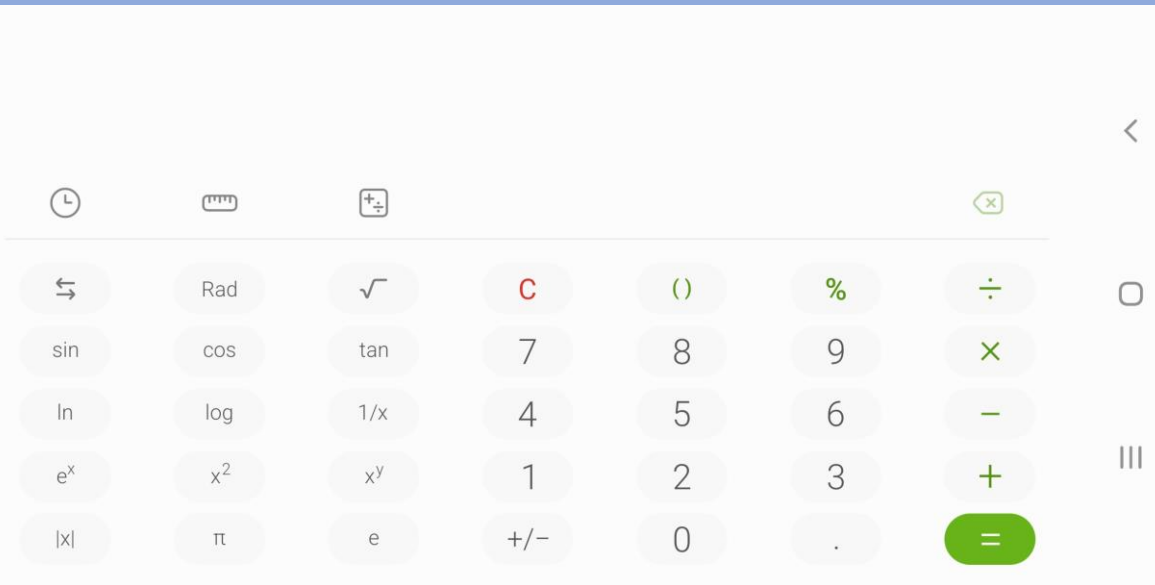 Rad √ C () % ÷
sin cos tan 7 8 9 ×
ln log 1/x 4 5 6 −
eˣ x² xʸ 1 2 3 +
|x| π e +/− 0 . =